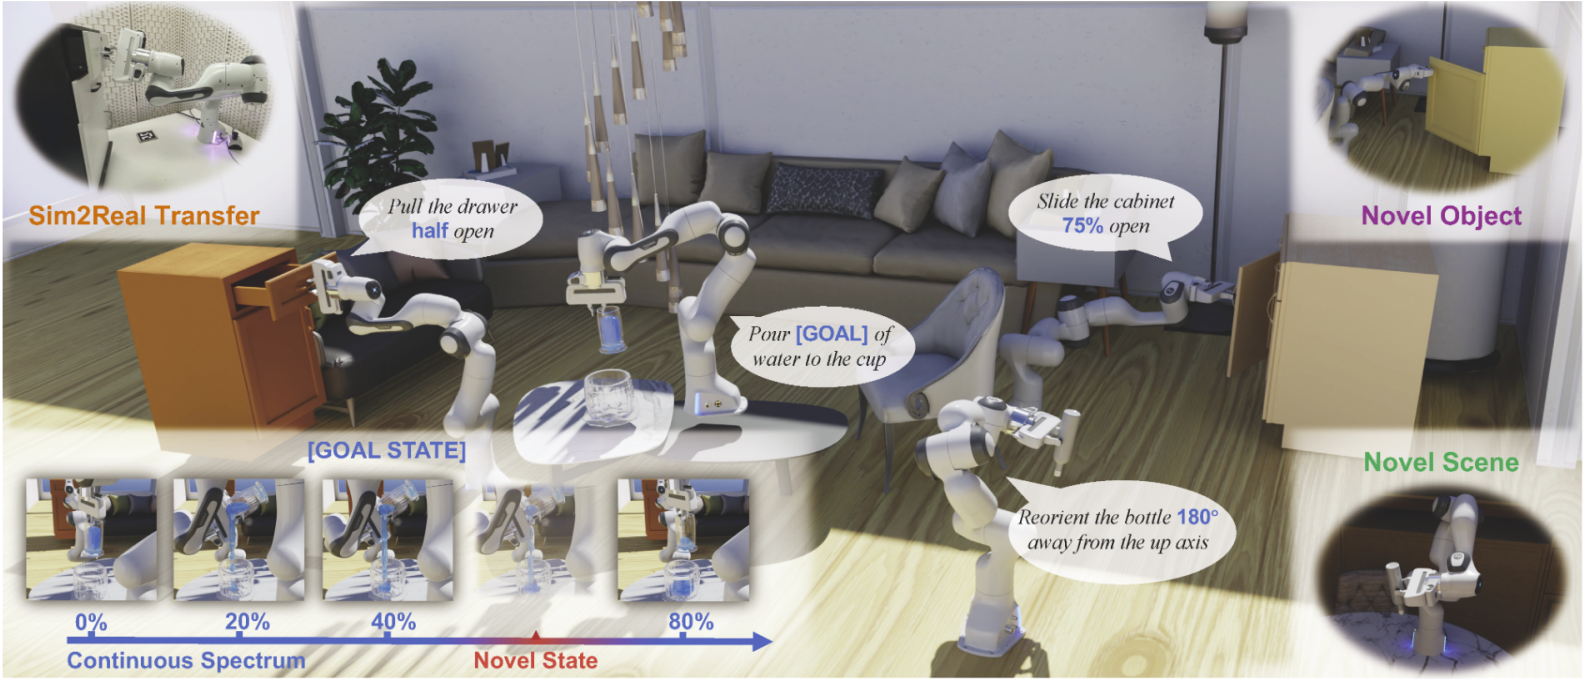 Sim2Real Transfer
Pull the drawer
half open
Pour [GOAL] of
water to the cup
Slide the cabinet
75% open
Novel Object
Reorient the bottle 180°
away from the up axis
Novel Scene
[GOAL STATE]
0%
20%
40%
80%
Continuous Spectrum
Novel State